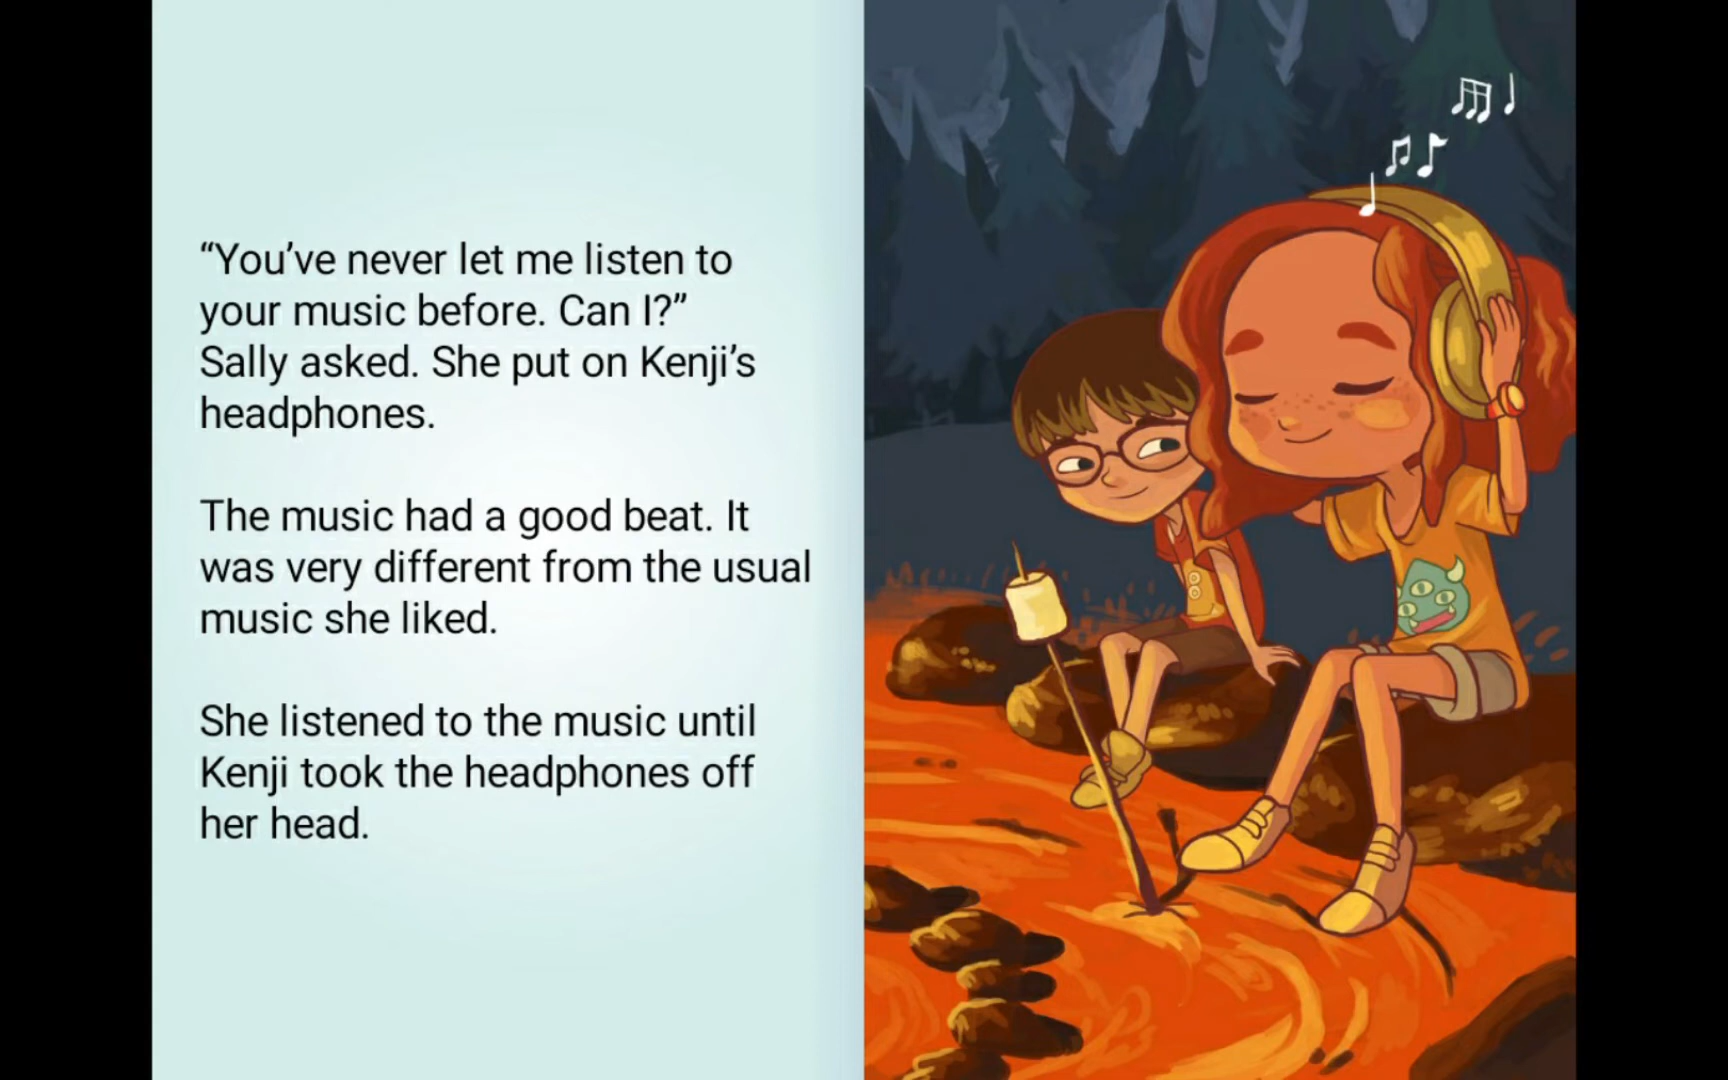 “You’ve never let me listen to
your music before. Can I?”
Sally asked. She put on Kenji’s
headphones.
The music had a good beat. It
was very different from the usual
music she liked.
She listened to the music until
Kenji took the headphones off
her head.